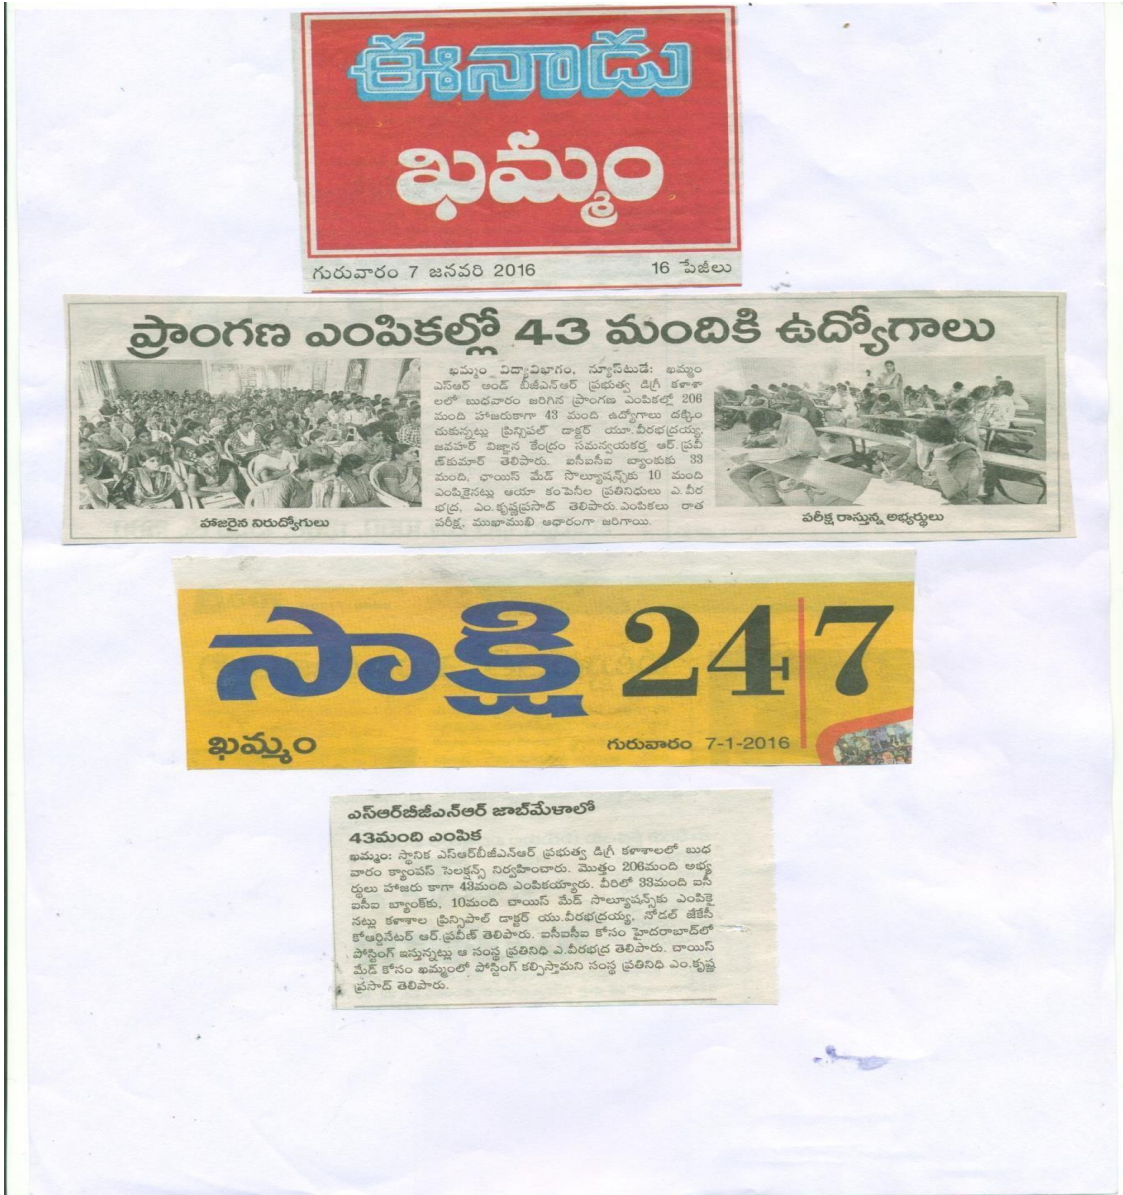 ఈనాడు
ఖమ్మం
గురువారం 7 జనవరి 2016 16 పేజీలు
ప్రాంగణ ఎంపికల్లో 43 మందికి ఉద్యోగాలు
ఖమ్మం విద్యావిభాగం, న్యూస్‌టుడే: ఖమ్మం
ఎస్ఆర్ అండ్ బీజీఎన్ఆర్ ప్రభుత్వ డిగ్రీ కళాశా
లలో బుధవారం జరిగిన ప్రాంగణ ఎంపికల్లో 206
మంది హాజరుకాగా 43 మంది ఉద్యోగాలు దక్కిం
చుకున్నట్లు ప్రిన్సిపల్ డాక్టర్ యూ.వీరభద్రయ్య,
జవహర్ విజ్ఞాన కేంద్రం సమన్వయకర్త ఆర్.ప్రవీ
ణ్‌కుమార్ తెలిపారు. ఐసీఐసీఐ బ్యాంకుకు 33
మంది, ఛాయిస్ మేడ్ సొల్యూషన్స్‌కు 10 మంది
ఎంపికైనట్లు ఆయా కంపెనీల ప్రతినిధులు ఎ.వీర
భద్ర, ఎం.కృష్ణప్రసాద్ తెలిపారు.ఎంపికలు రాత
పరీక్ష, ముఖాముఖి ఆధారంగా జరిగాయి.
హాజరైన నిరుద్యోగులు
పరీక్ష రాస్తున్న అభ్యర్థులు
సాక్షి 24|7
ఖమ్మం గురువారం 7-1-2016
ఎస్ఆర్‌బీజీఎన్ఆర్ జాబ్‌మేళాలో
43మంది ఎంపిక
ఖమ్మం: స్థానిక ఎస్ఆర్‌బీజీఎన్ఆర్ ప్రభుత్వ డిగ్రీ కళాశాలలో బుధ
వారం క్యాంపస్ సెలక్షన్స్ నిర్వహించారు. మొత్తం 206మంది అభ్య
ర్థులు హాజరు కాగా 43మంది ఎంపికయ్యారు. వీరిలో 33మంది ఐసీ
ఐసీఐ బ్యాంక్‌కు, 10మంది చాయిస్ మేడ్ సొల్యూషన్స్‌కు ఎంపికై
నట్లు కళాశాల ప్రిన్సిపాల్ డాక్టర్ యు.వీరభద్రయ్య, నోడల్ జేకేసీ
కోఆర్డినేటర్ ఆర్.ప్రవీణ్ తెలిపారు. ఐసీఐసీఐ కోసం హైదరాబాద్‌లో
పోస్టింగ్ ఇస్తున్నట్లు ఆ సంస్థ ప్రతినిధి ఎ.వీరభద్ర తెలిపారు. చాయిస్
మేడ్ కోసం ఖమ్మంలో పోస్టింగ్ కల్పిస్తామని సంస్థ ప్రతినిధి ఎం.కృష్ణ
ప్రసాద్ తెలిపారు.